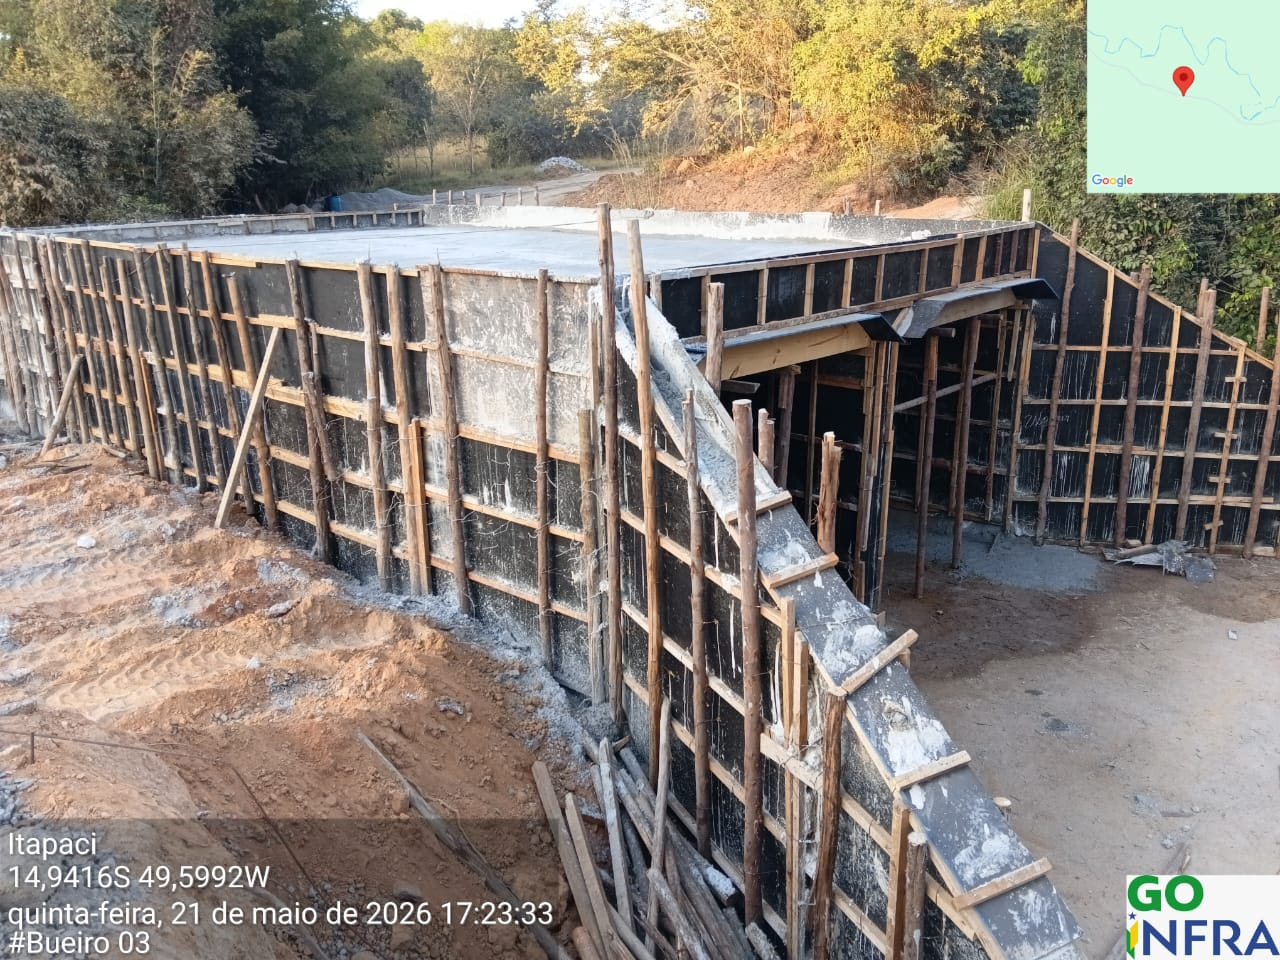 Google
Itapaci
14,9416S 49,5992W
quinta-feira, 21 de maio de 2026 17:23:33
#Bueiro 03
GO
INFRA